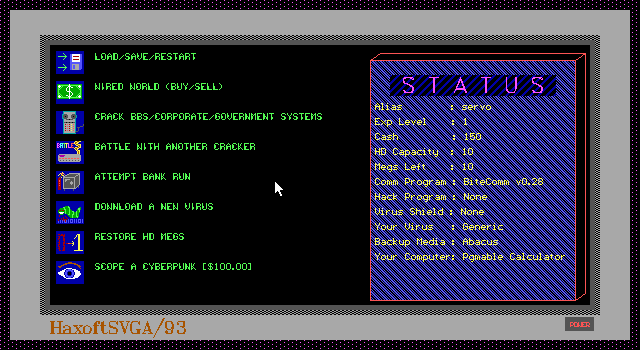 LOAD/SAVE/RESTART
WIRED WORLD (BUY/SELL)
$
CRACK BBS/CORPORATE/GOVERNMENT SYSTEMS
BATTLE
BATTLE WITH ANOTHER CRACKER
ATTEMPT BANK RUN
DOWNLOAD A NEW VIRUS
0→1
RESTORE HD MEGS
SCOPE A CYBERPUNK [$100.00]
STATUS
Alias : servo
Exp Level : 1
Cash : 150
HD Capacity : 10
Megs Left : 10
Comm Program : BiteComm v0.28
Hack Program : None
Virus Shield : None
Your Virus : Generic
Backup Media : Abacus
Your Computer: Pgmable Calculator
HaxoftSVGA/93
POWER